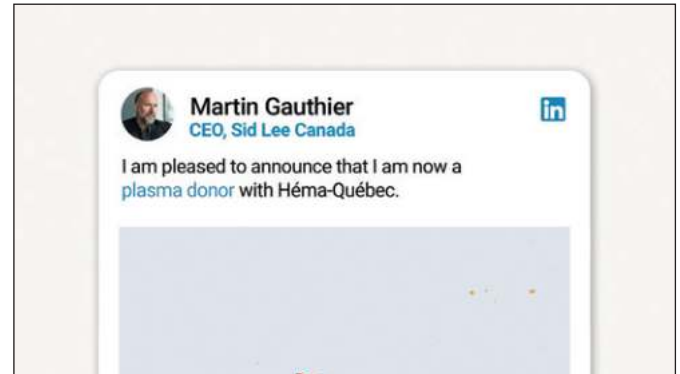 Martin Gauthier
in
CEO, Sid Lee Canada
I am pleased to announce that I am now a
plasma donor with Héma-Québec.